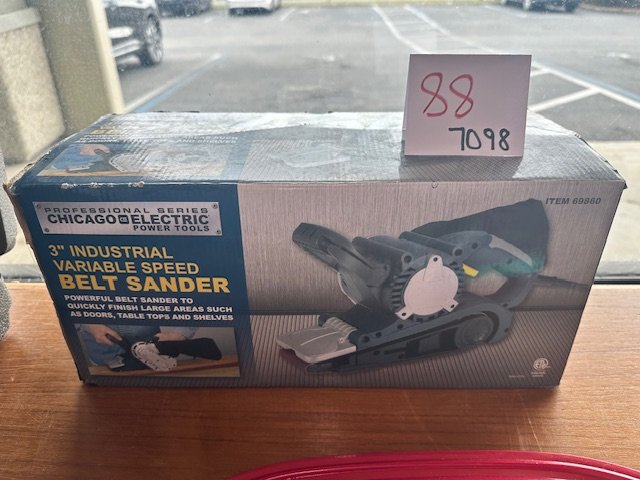 88
7098
PROFESSIONAL SERIES
CHICAGO ELECTRIC
POWER TOOLS
3" INDUSTRIAL
VARIABLE SPEED
BELT SANDER
POWERFUL BELT SANDER TO
QUICKLY FINISH LARGE AREAS SUCH
AS DOORS, TABLE TOPS AND SHELVES
ITEM 69860